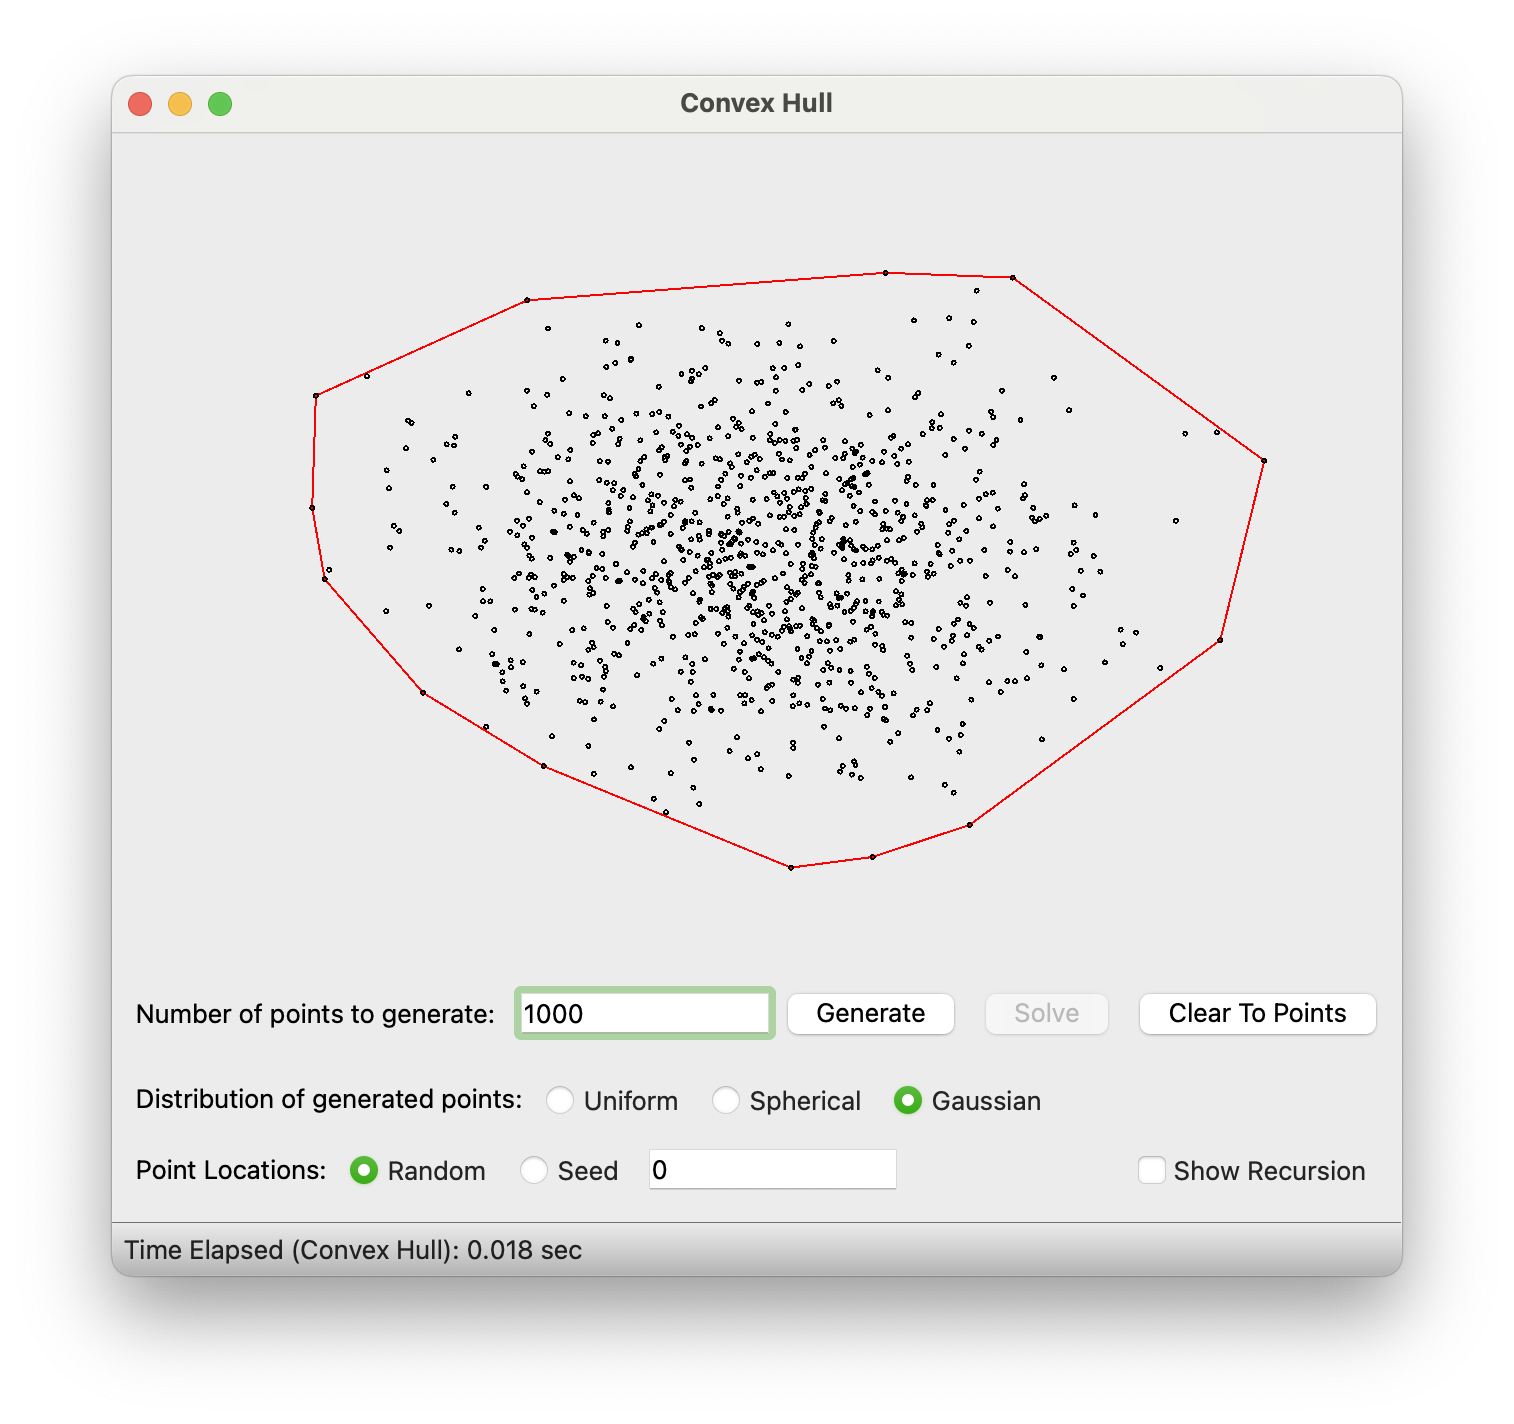 Convex Hull
Number of points to generate: 1000 Generate Solve Clear To Points
Distribution of generated points: Uniform Spherical Gaussian
Point Locations: Random Seed 0 Show Recursion
Time Elapsed (Convex Hull): 0.018 sec